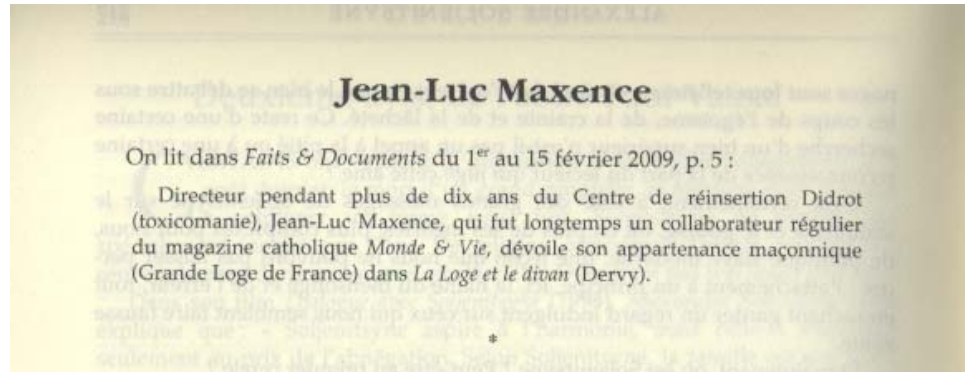 Jean-Luc Maxence
On lit dans Faits & Documents du 1er au 15 février 2009, p. 5 :
Directeur pendant plus de dix ans du Centre de réinsertion Didrot
(toxicomanie), Jean-Luc Maxence, qui fut longtemps un collaborateur régulier
du magazine catholique Monde & Vie, dévoile son appartenance maçonnique
(Grande Loge de France) dans La Loge et le divan (Dervy).
*